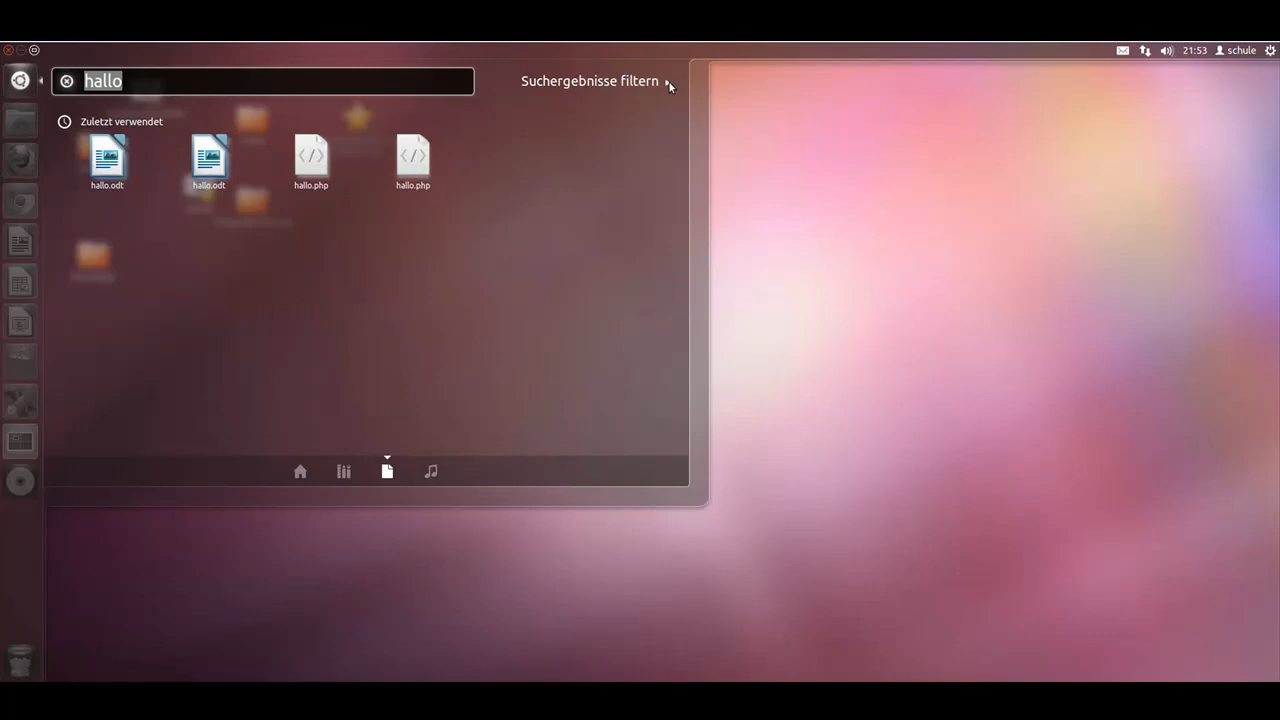 21:53 schule
hallo
Suchergebnisse filtern
Zuletzt verwendet
hallo.odt hallo.odt hallo.php hallo.php